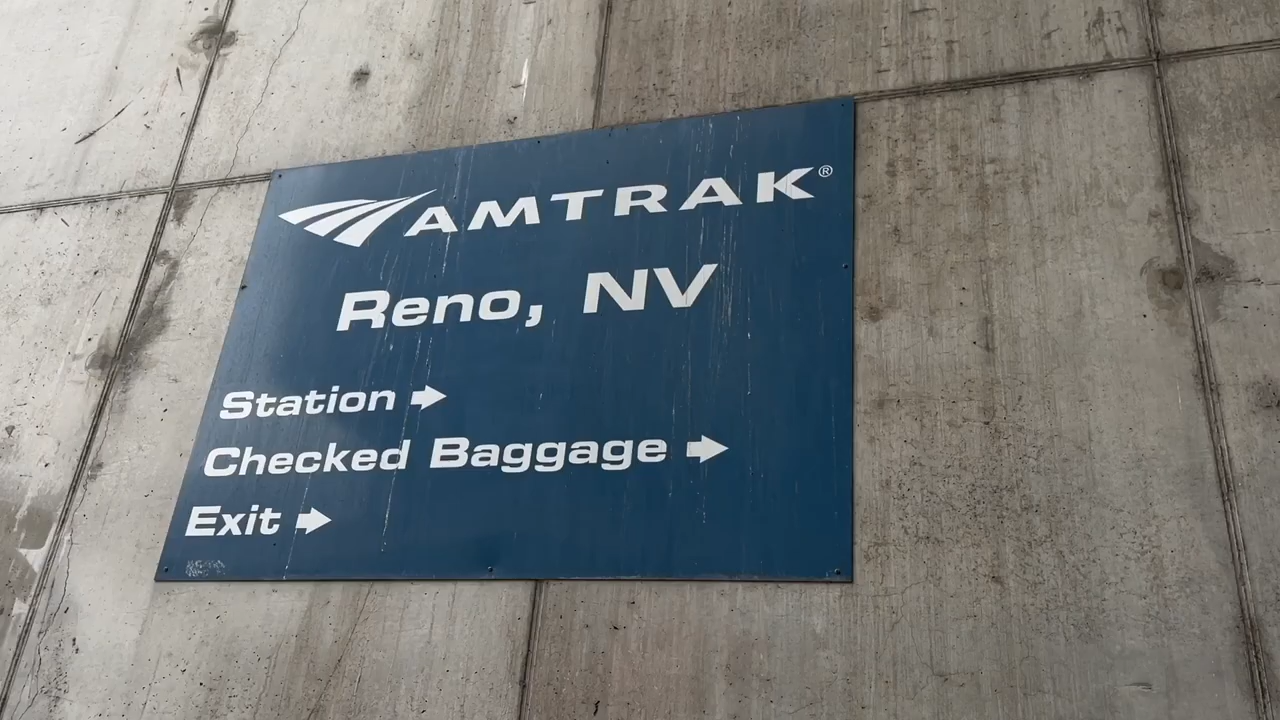 AMTRAK®
Reno, NV
Station →
Checked Baggage →
Exit →